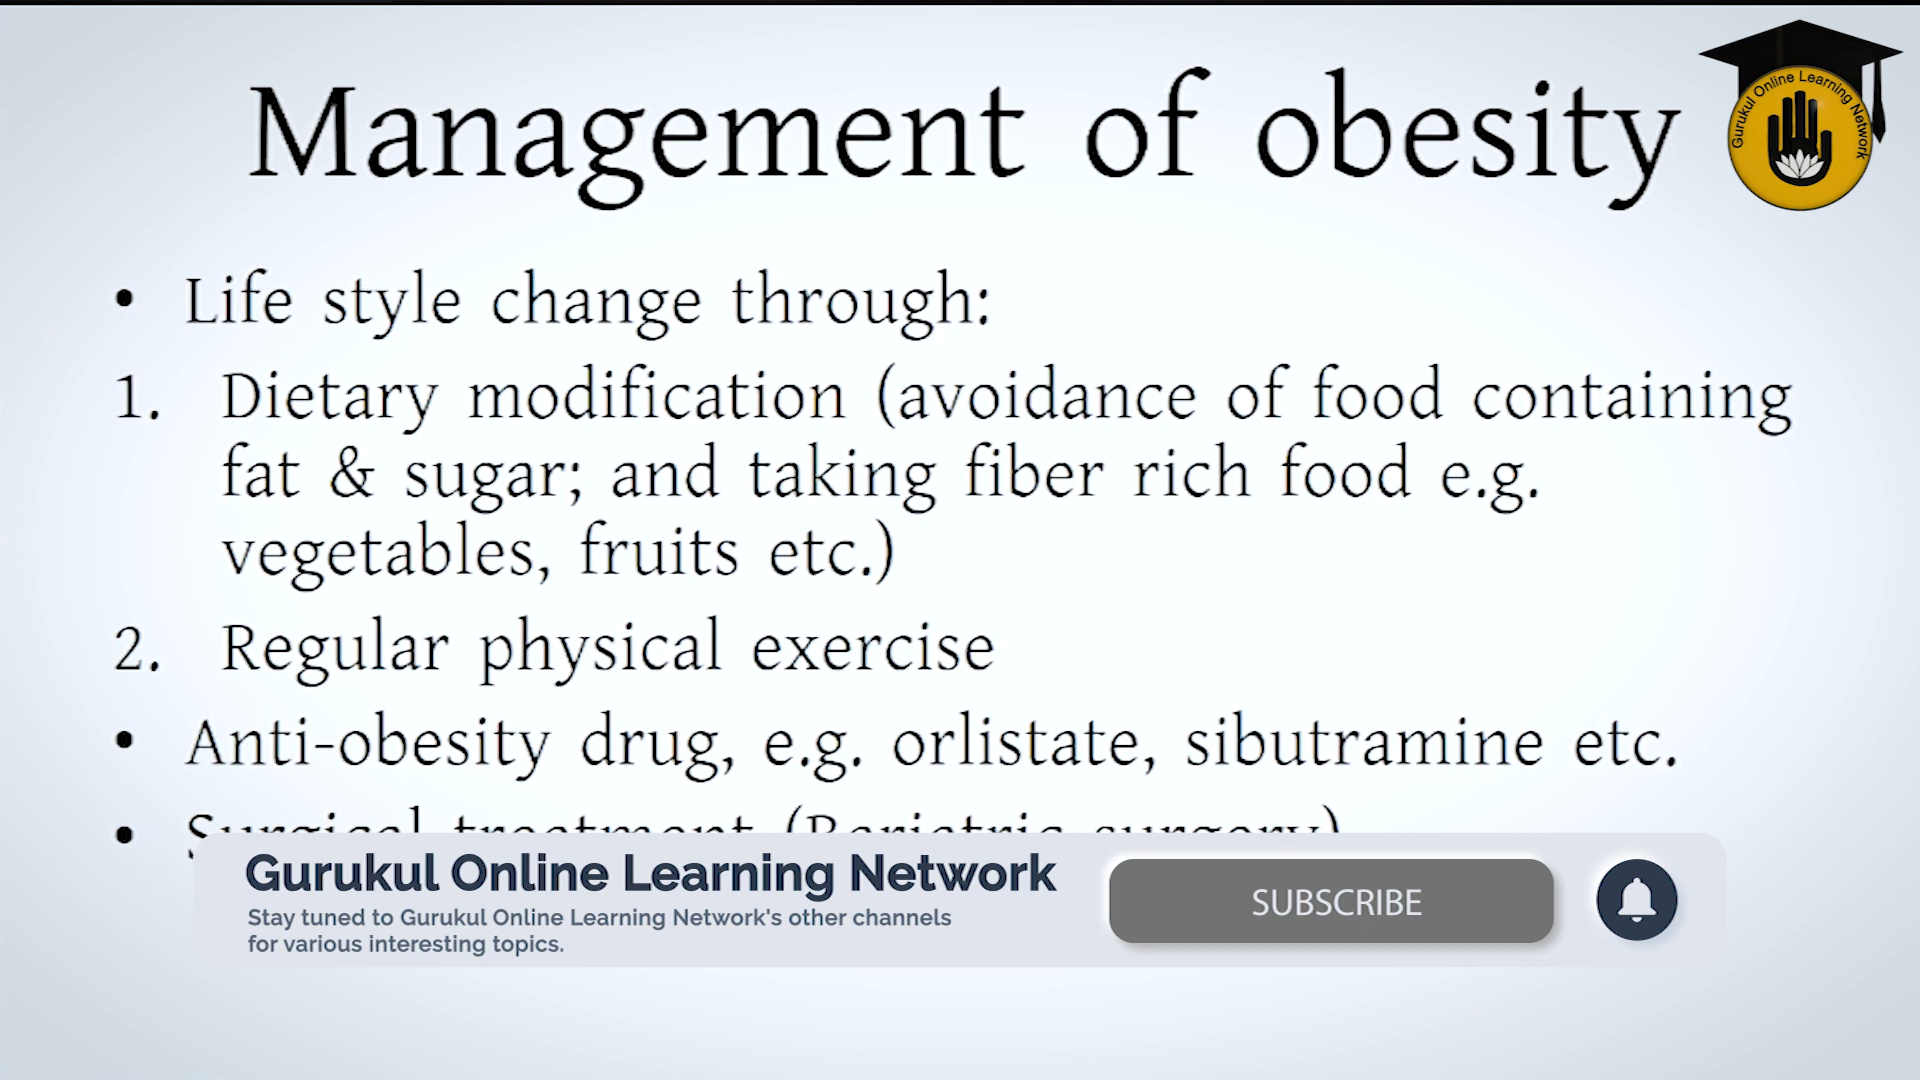 Management of obesity
Gurukul Online Learning Network
• Life style change through:
1. Dietary modification (avoidance of food containing
fat & sugar; and taking fiber rich food e.g.
vegetables, fruits etc.)
2. Regular physical exercise
• Anti-obesity drug, e.g. orlistate, sibutramine etc.
• Surgical treatment (Bariatric surgery)
Gurukul Online Learning Network
Stay tuned to Gurukul Online Learning Network's other channels
for various interesting topics.
SUBSCRIBE